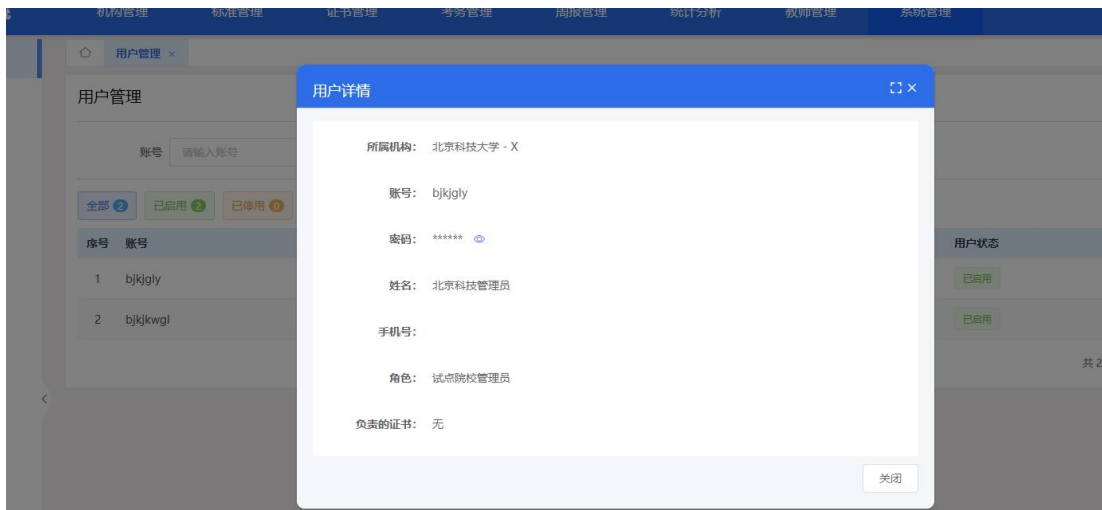 机构管理 标准管理 证书管理 考务管理 周报管理 统计分析 教师管理 系统管理
用户管理 ×
用户管理
用户详情
账号 请输入账号
全部 2 已启用 2 已停用 0
序号 账号 用户状态
1 bjkjgly 已启用
2 bjkjkwgl 已启用
共 2
所属机构： 北京科技大学 - X
账号： bjkjgly
密码： ******
姓名： 北京科技管理员
手机号：
角色： 试点院校管理员
负责的证书： 无
关闭